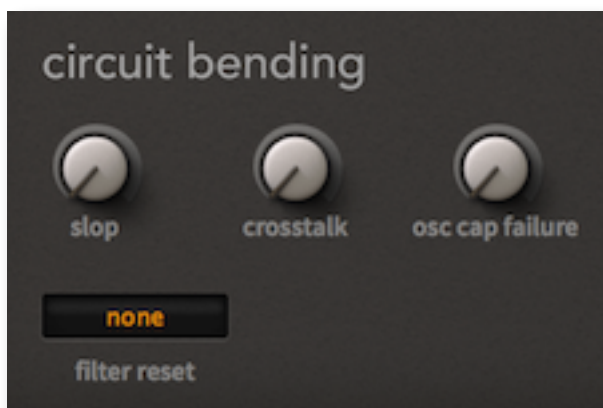 circuit bending
slop crosstalk osc cap failure
none
filter reset